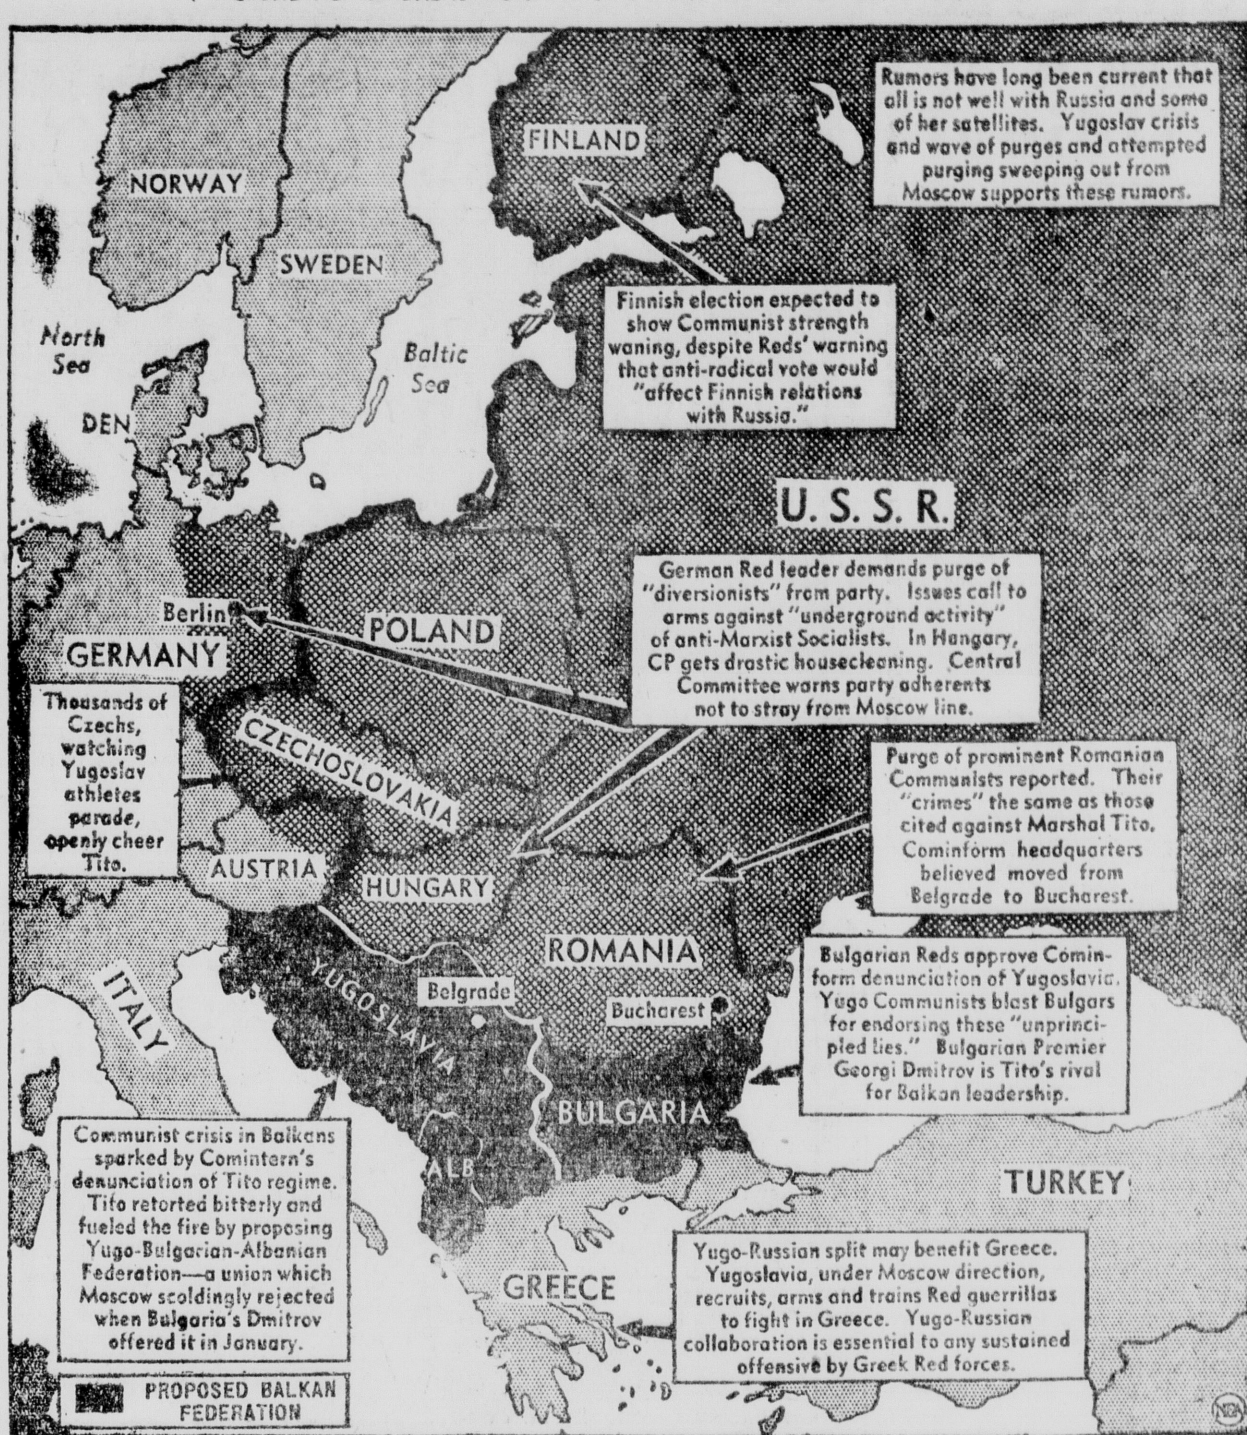 Rumors have long been current that
all is not well with Russia and some
of her satellites. Yugoslav crisis
and wave of purges and attempted
purging sweeping out from
Moscow supports these rumors.
FINLAND
NORWAY
SWEDEN
Finnish election expected to
show Communist strength
waning, despite Reds' warning
that anti-radical vote would
"affect Finnish relations
with Russia."
North
Sea
Baltic
Sea
DEN
U. S. S. R.
German Red leader demands purge of
"diversionists" from party. Issues call to
arms against "underground activity"
of anti-Marxist Socialists. In Hungary,
CP gets drastic housecleaning. Central
Committee warns party adherents
not to stray from Moscow line.
Berlin
POLAND
GERMANY
Thousands of
Czechs,
watching
Yugoslav
athletes
parade,
openly cheer
Tito.
CZECHOSLOVAKIA
Purge of prominent Romanian
Communists reported. Their
"crimes" the same as those
cited against Marshal Tito.
Cominform headquarters
believed moved from
Belgrade to Bucharest.
AUSTRIA
HUNGARY
ROMANIA
YUGOSLAVIA
Belgrade
Bucharest
ITALY
Bulgarian Reds approve Comin-
form denunciation of Yugoslavia.
Yugo Communists blast Bulgars
for endorsing these "unprinci-
pled lies." Bulgarian Premier
Georgi Dmitrov is Tito's rival
for Balkan leadership.
BULGARIA
Communist crisis in Balkans
sparked by Comintern's
denunciation of Tito regime.
Tito retorted bitterly and
fueled the fire by proposing
Yugo-Bulgarian-Albanian
Federation—a union which
Moscow scoldingly rejected
when Bulgaria's Dmitrov
offered it in January.
ALB
TURKEY
GREECE
Yugo-Russian split may benefit Greece.
Yugoslavia, under Moscow direction,
recruits, arms and trains Red guerrillas
to fight in Greece. Yugo-Russian
collaboration is essential to any sustained
offensive by Greek Red forces.
PROPOSED BALKAN
FEDERATION
NEA